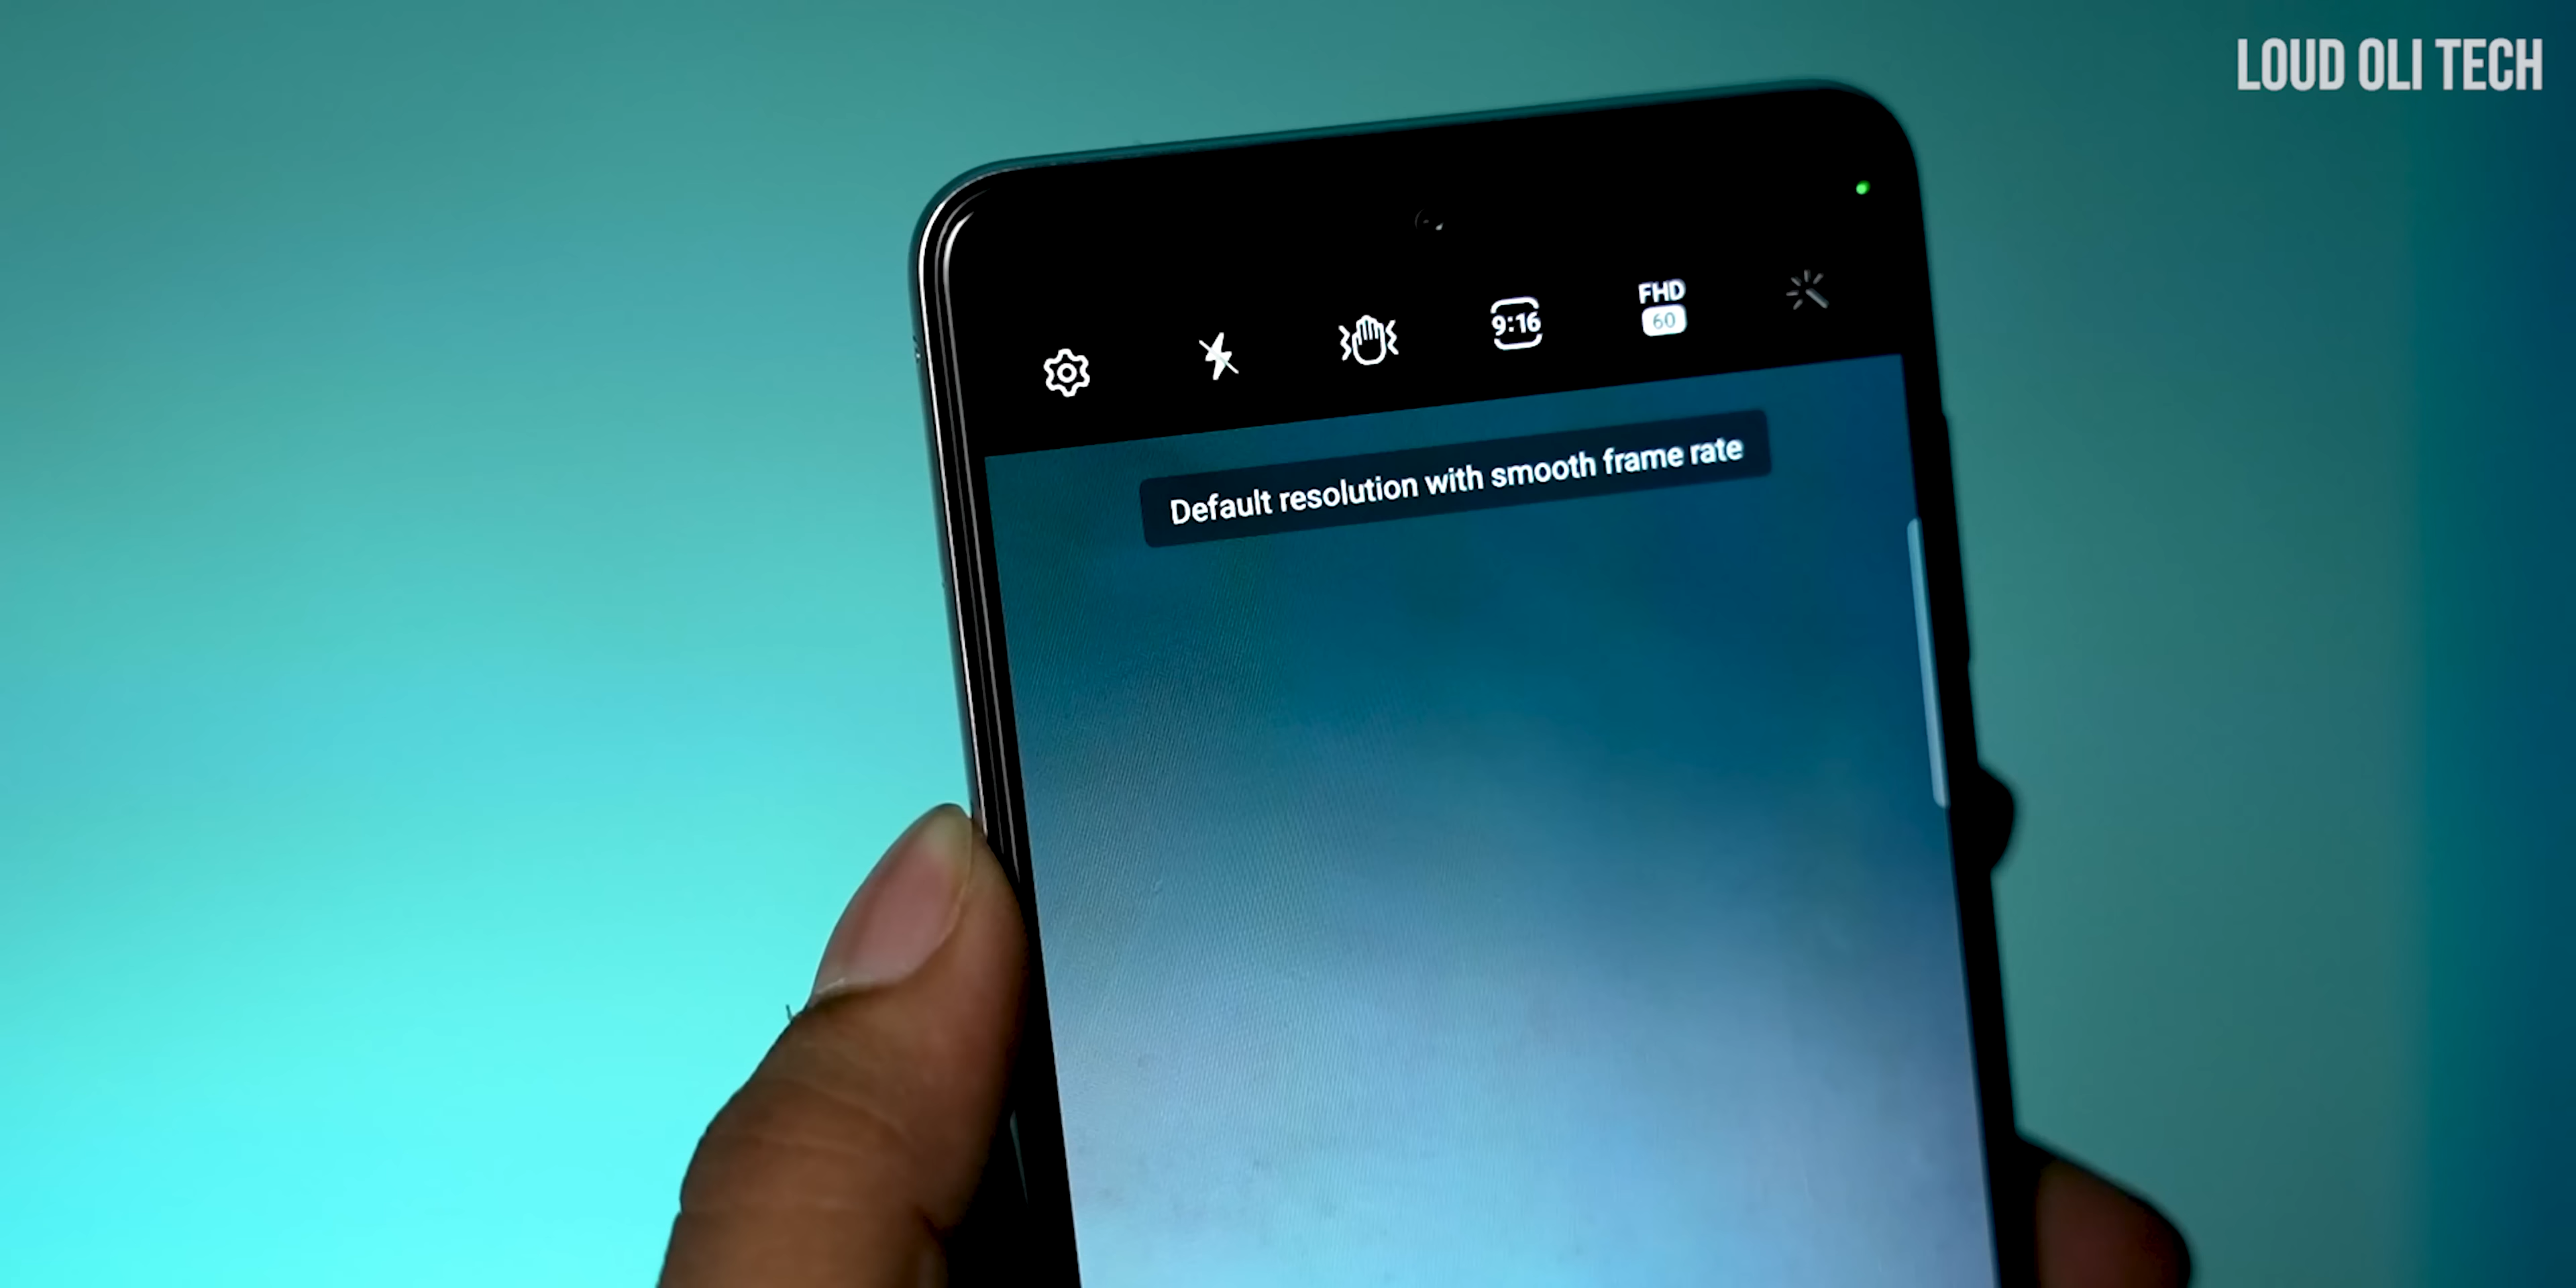 LOUD OLI TECH
9:16
FHD
60
Default resolution with smooth frame rate